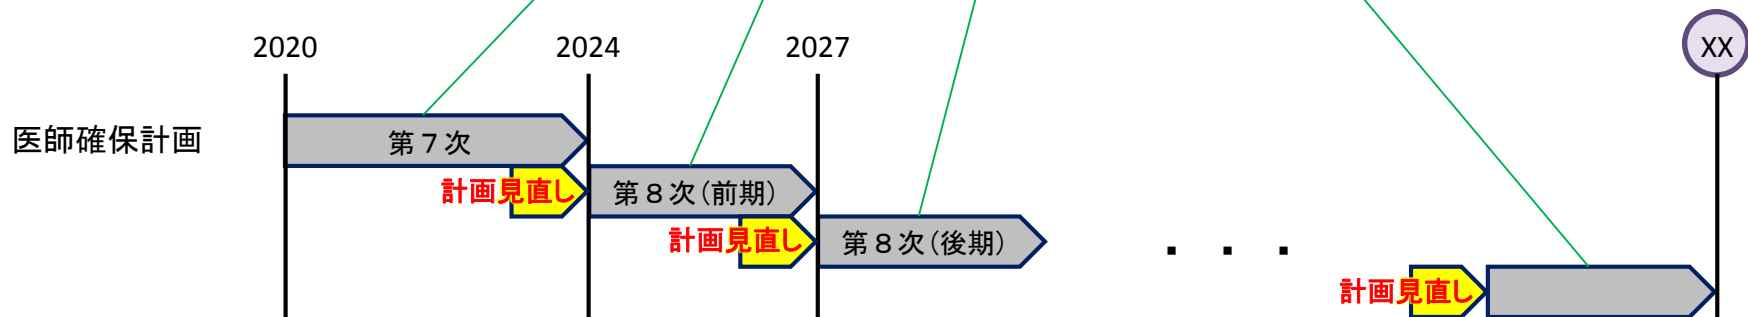 2020
2024
2027
XX
医師確保計画
第７次
計画見直し
第８次（前期）
計画見直し
第８次（後期）
・・・
計画見直し